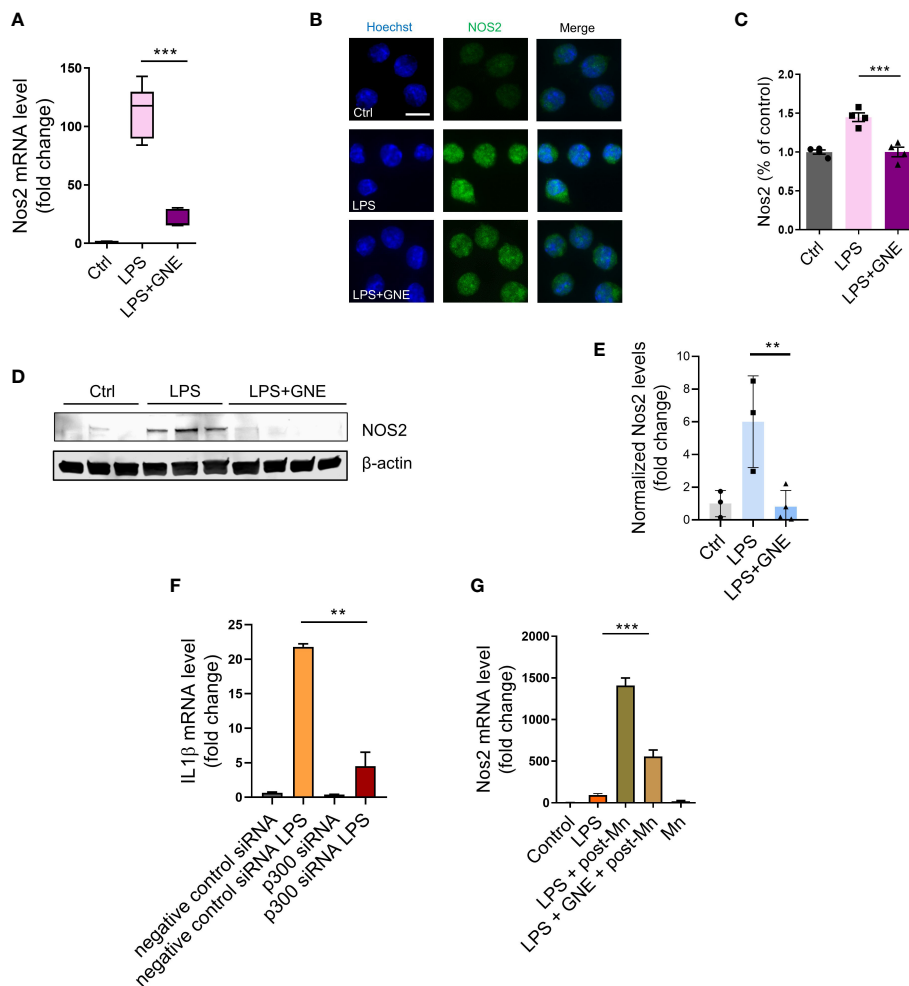 A
Nos2 mRNA level
(fold change)
150
100
50
0
***
Ctrl
LPS
LPS+GNE
B
Hoechst
NOS2
Merge
Ctrl
LPS
LPS+GNE
C
Nos2 (% of control)
2.0
1.5
1.0
0.5
0.0
***
Ctrl
LPS
LPS+GNE
D
Ctrl
LPS
LPS+GNE
NOS2
β-actin
E
Normalized Nos2 levels
(fold change)
10
8
6
4
2
0
**
Ctrl
LPS
LPS+GNE
F
IL1β mRNA level
(fold change)
25
20
15
10
5
0
**
negative control siRNA
negative control siRNA LPS
p300 siRNA
p300 siRNA LPS
G
Nos2 mRNA level
(fold change)
2000
1500
1000
500
0
***
Control
LPS
LPS + post-Mn
LPS + GNE + post-Mn
Mn